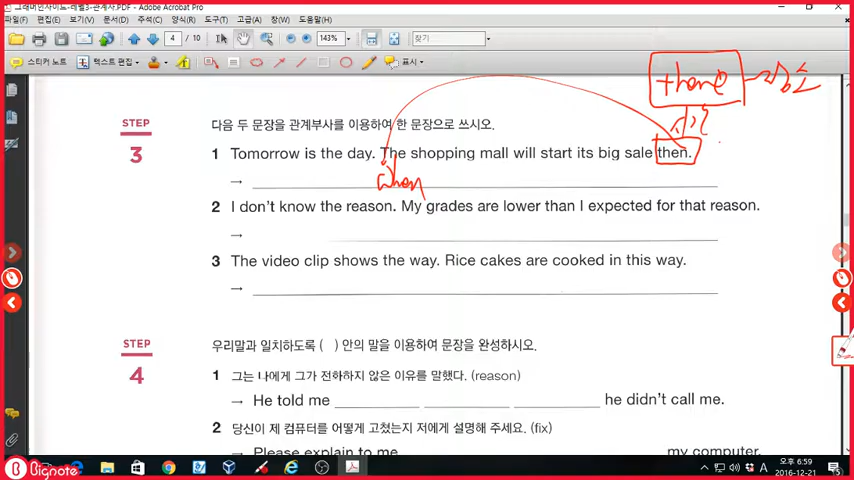 그래머인사이트-레벨3-관계사.PDF - Adobe Acrobat Pro
파일(F) 편집(E) 보기(V) 문서(D) 주석(C) 양식(R) 도구(T) 고급(A) 창(W) 도움말(H)
4 / 10 143% 찾기
스티커 노트 텍스트 편집 표시
there → 장소
시간
STEP
3
다음 두 문장을 관계부사를 이용하여 한 문장으로 쓰시오.
1 Tomorrow is the day. The shopping mall will start its big sale then.
→
when
2 I don't know the reason. My grades are lower than I expected for that reason.
→
3 The video clip shows the way. Rice cakes are cooked in this way.
→
STEP
4
우리말과 일치하도록 ( ) 안의 말을 이용하여 문장을 완성하시오.
1 그는 나에게 그가 전화하지 않은 이유를 말했다. (reason)
→ He told me he didn't call me.
2 당신이 제 컴퓨터를 어떻게 고쳤는지 저에게 설명해 주세요. (fix)
Please explain to me my computer.
Bignote
A 오후 6:59
2016-12-21